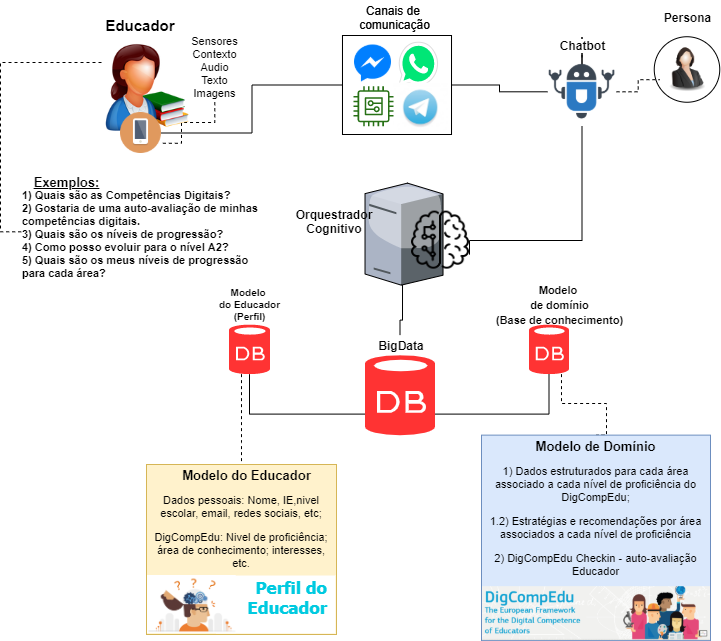 Educador
Sensores
Contexto
Audio
Texto
Imagens
Canais de
comunicação
Chatbot
Persona
Exemplos:
1) Quais são as Competências Digitais?
2) Gostaria de uma auto-avaliação de minhas
competências digitais.
3) Quais são os níveis de progressão?
4) Como posso evoluir para o nível A2?
5) Quais são os meus níveis de progressão
para cada área?
Orquestrador
Cognitivo
Modelo
do Educador
(Perfil)
DB
BigData
DB
Modelo
de domínio
(Base de conhecimento)
DB
Modelo do Educador
Dados pessoais: Nome, IE,nivel
escolar, email, redes sociais, etc;
DigCompEdu: Nivel de proficiência;
área de conhecimento; interesses,
etc.
Perfil do
Educador
Modelo de Domínio
1) Dados estruturados para cada área
associado a cada nível de proficiência do
DigCompEdu;
1.2) Estratégias e recomendações por área
associados a cada nível de proficiência
2) DigCompEdu Checkin - auto-avaliação
Educador
DigCompEdu
The European Framework
for the Digital Competence
of Educators